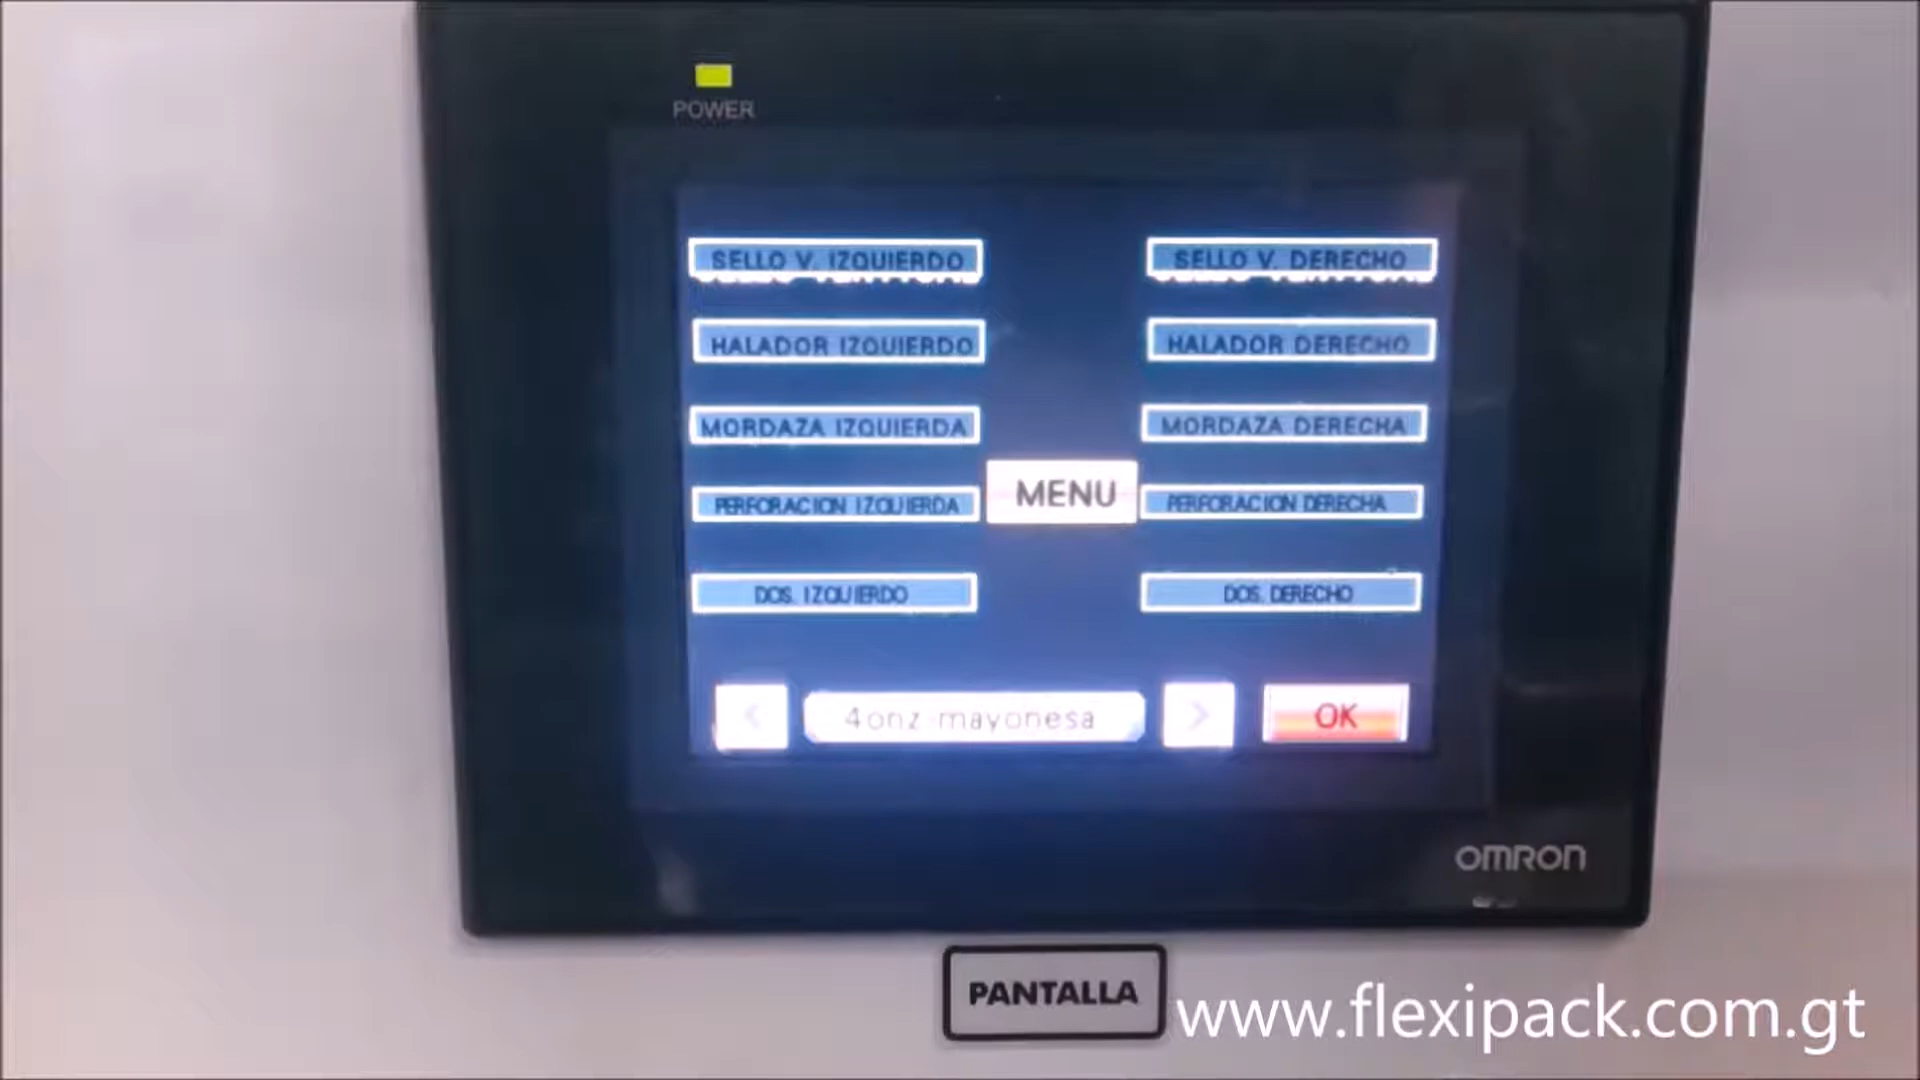 POWER
SELLO V. IZQUIERDO
SELLO V. DERECHO
HALADOR IZQUIERDO
HALADOR DERECHO
MORDAZA IZQUIERDA
MORDAZA DERECHA
MENU
PERFORACION IZQUIERDA
PERFORACION DERECHA
DOS. IZQUIERDO
DOS. DERECHO
< 4onz mayonesa > OK
OMRON
PANTALLA
www.flexipack.com.gt